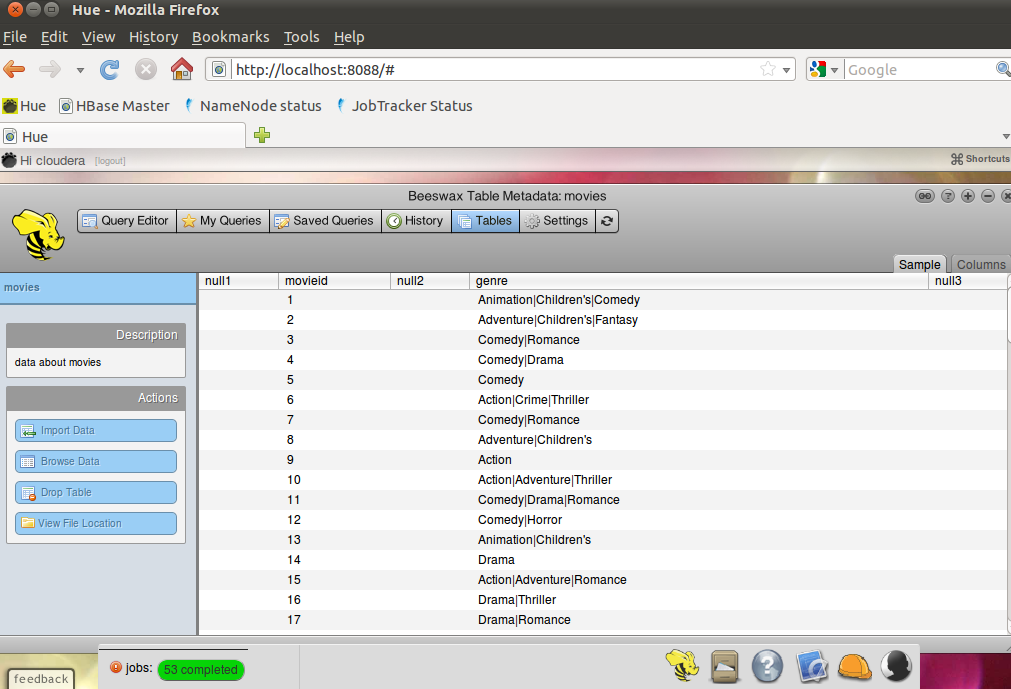 Hue - Mozilla Firefox
File Edit View History Bookmarks Tools Help
http://localhost:8088/# Google
Hue HBase Master NameNode status JobTracker Status
Hue
Hi cloudera [logout] Shortcuts
Beeswax Table Metadata: movies
Query Editor My Queries Saved Queries History Tables Settings
Sample Columns
movies
null1 movieid null2 genre null3
1 Animation|Children's|Comedy
2 Adventure|Children's|Fantasy
Description
3 Comedy|Romance
data about movies
4 Comedy|Drama
5 Comedy
Actions
6 Action|Crime|Thriller
Import Data
7 Comedy|Romance
8 Adventure|Children's
Browse Data
9 Action
10 Action|Adventure|Thriller
Drop Table
11 Comedy|Drama|Romance
View File Location
12 Comedy|Horror
13 Animation|Children's
14 Drama
15 Action|Adventure|Romance
16 Drama|Thriller
17 Drama|Romance
jobs: 53 completed
feedback